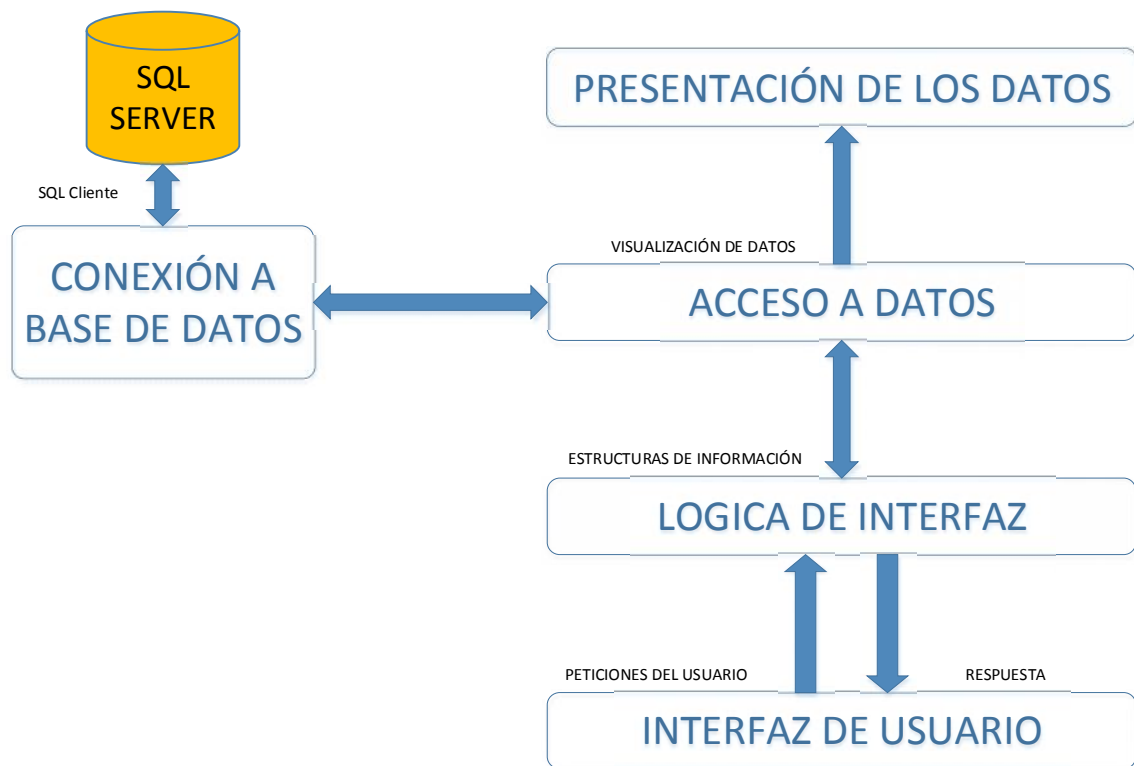 SQL
SERVER
SQL Cliente
CONEXIÓN A
BASE DE DATOS
PRESENTACIÓN DE LOS DATOS
VISUALIZACIÓN DE DATOS
ACCESO A DATOS
ESTRUCTURAS DE INFORMACIÓN
LOGICA DE INTERFAZ
PETICIONES DEL USUARIO
RESPUESTA
INTERFAZ DE USUARIO